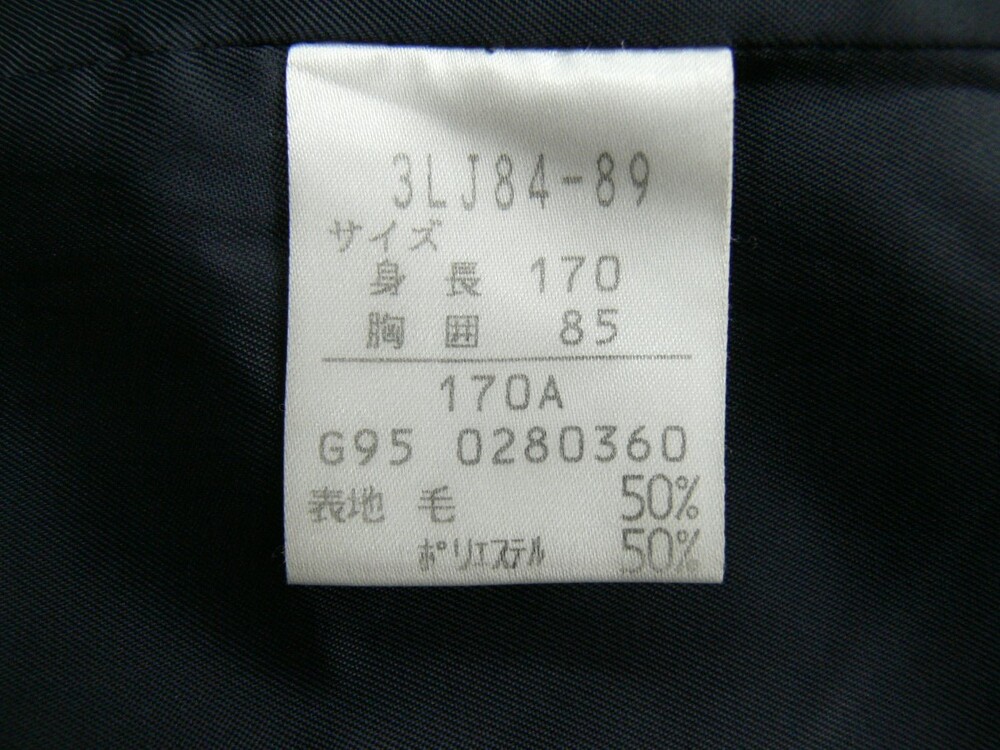 3LJ84-89
サイズ
身長 170
胸囲 85
170A
G95 0280360
表地 毛 50%
ポリエステル 50%